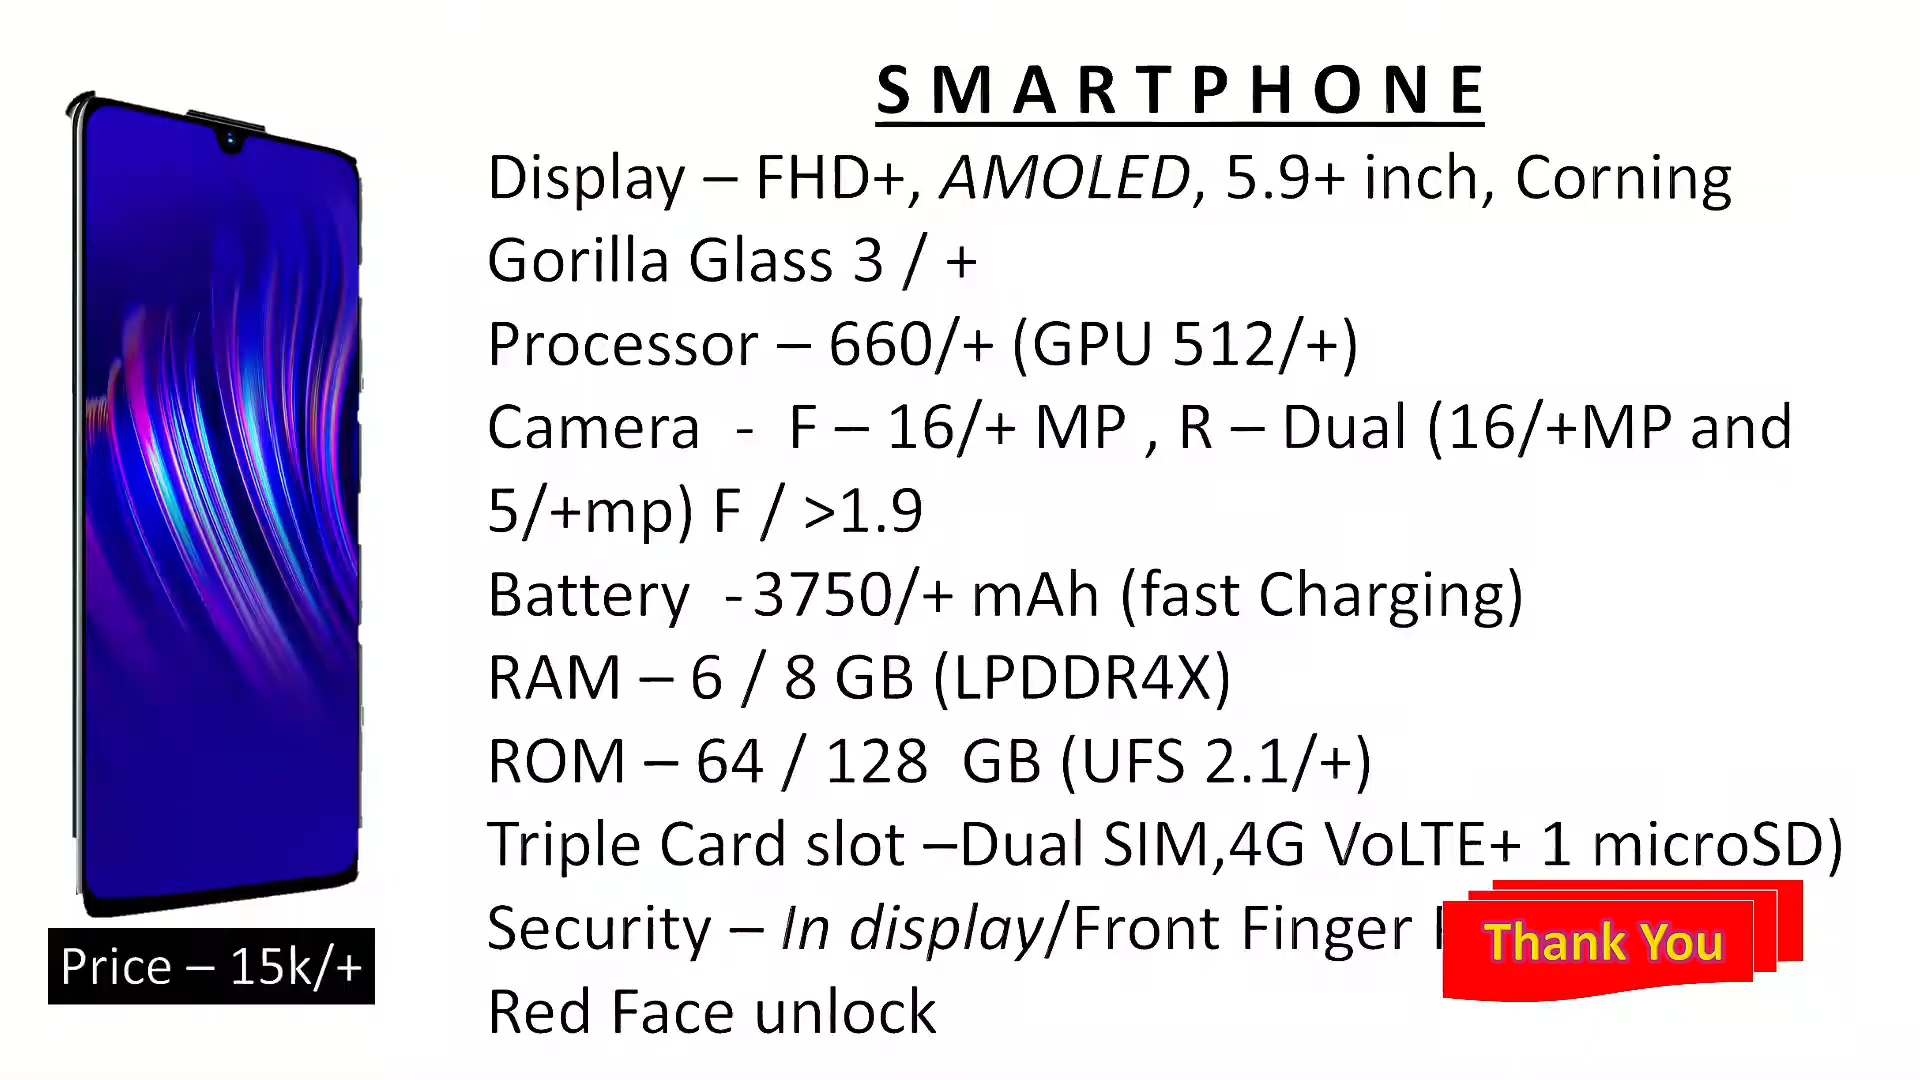 S M A R T P H O N E
Display – FHD+, AMOLED, 5.9+ inch, Corning
Gorilla Glass 3 / +
Processor – 660/+ (GPU 512/+)
Camera - F – 16/+ MP , R – Dual (16/+MP and
5/+mp) F / >1.9
Battery -3750/+ mAh (fast Charging)
RAM – 6 / 8 GB (LPDDR4X)
ROM – 64 / 128 GB (UFS 2.1/+)
Triple Card slot –Dual SIM,4G VoLTE+ 1 microSD)
Security – In display/Front Finger
Red Face unlock
Thank You
Price – 15k/+